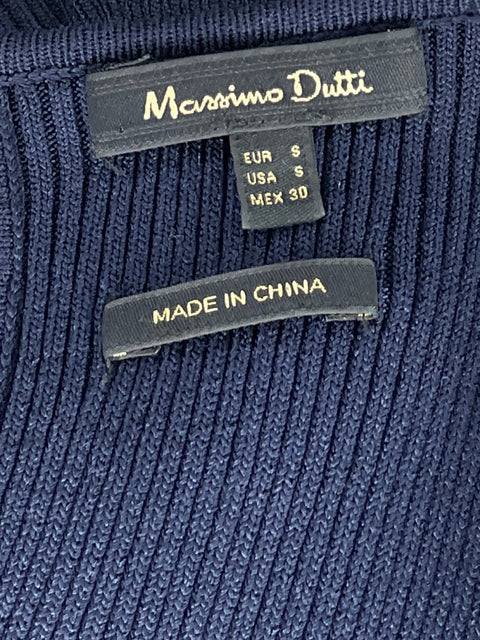 Massimo Dutti
EUR S
USA S
MEX 30
MADE IN CHINA